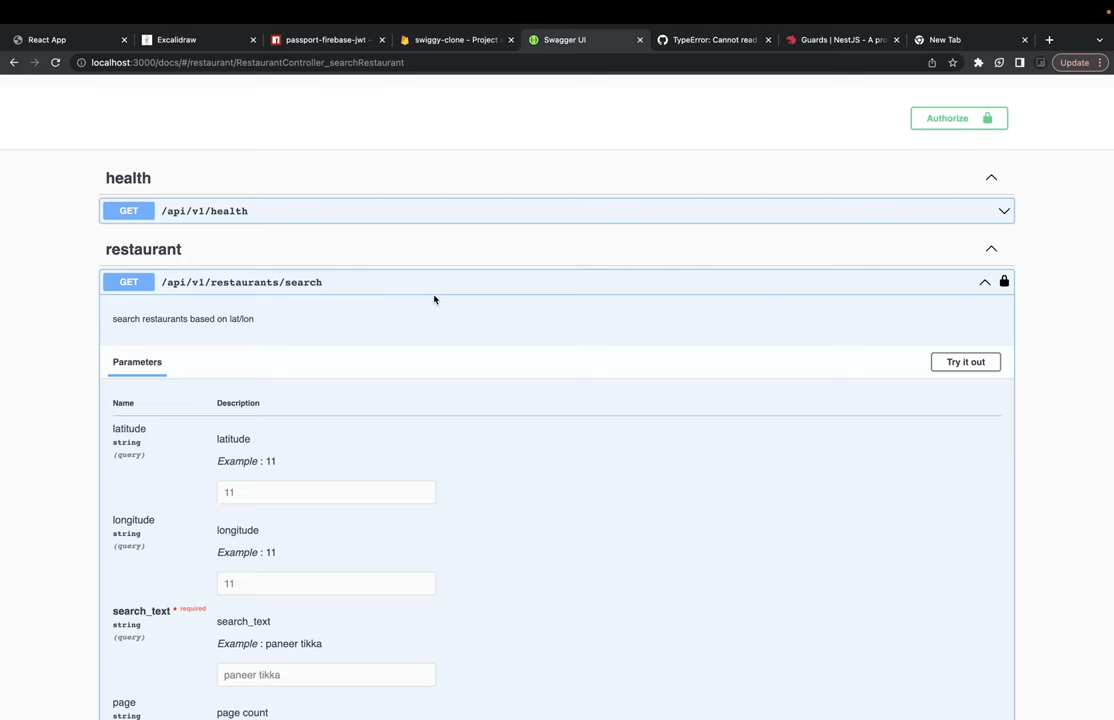 React App
Excalidraw
passport-firebase-jwt -
swiggy-clone - Project s
Swagger UI
TypeError: Cannot read
Guards | NestJS - A pro
New Tab
localhost:3000/docs/#/restaurant/RestaurantController_searchRestaurant
Update
Authorize
health
GET /api/v1/health
restaurant
GET /api/v1/restaurants/search
search restaurants based on lat/lon
Parameters
Try it out
Name Description
latitude
string
(query)
latitude
Example : 11
11
longitude
string
(query)
longitude
Example : 11
11
search_text * required
string
(query)
search_text
Example : paneer tikka
paneer tikka
page
string
page count